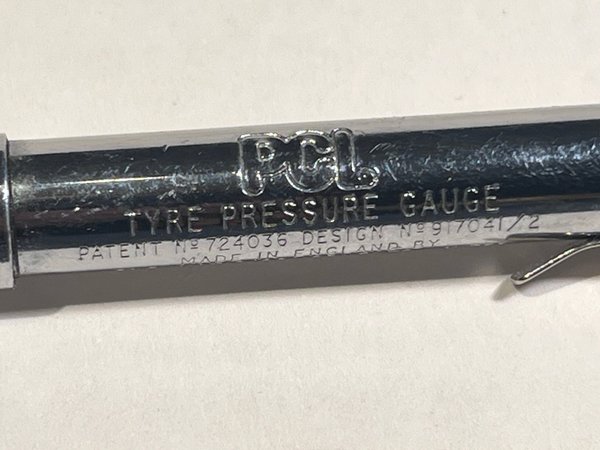 PCL
TYRE PRESSURE GAUGE
PATENT Nº 724036 DESIGN Nº 917041/2
MADE IN ENGLAND BY